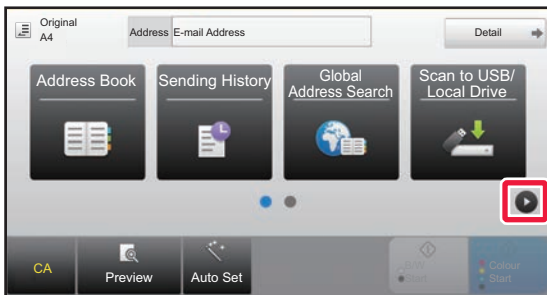 Original
A4
Address E-mail Address
Detail
Address Book
Sending History
Global
Address Search
Scan to USB/
Local Drive
CA
Preview
Auto Set
Colour
Start